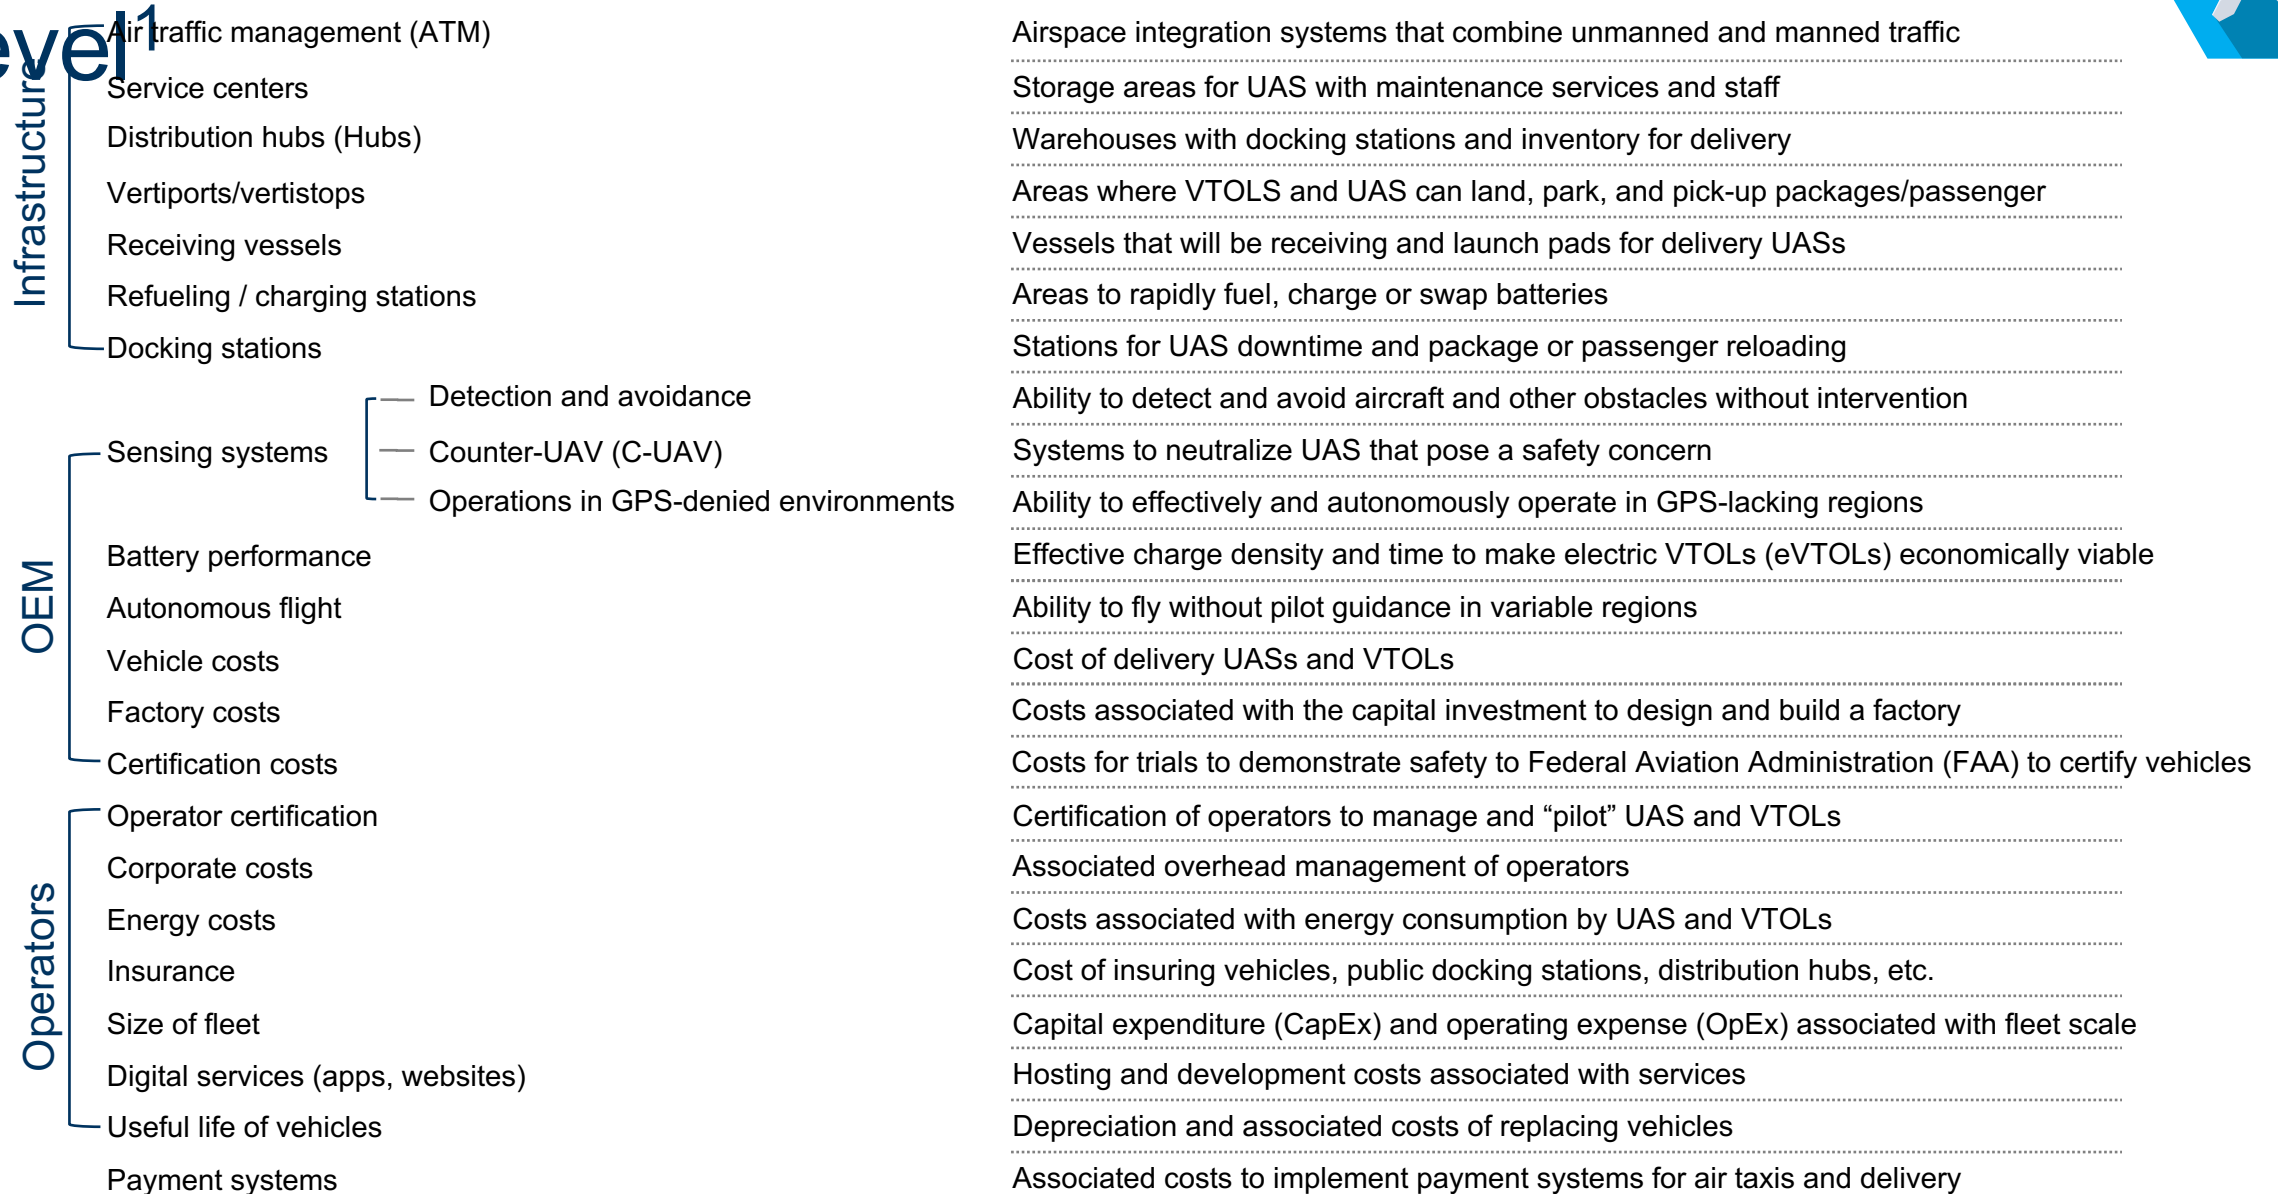 evel1
Infrastructure
Air traffic management (ATM) Airspace integration systems that combine unmanned and manned traffic
Service centers Storage areas for UAS with maintenance services and staff
Distribution hubs (Hubs) Warehouses with docking stations and inventory for delivery
Vertiports/vertistops Areas where VTOLS and UAS can land, park, and pick-up packages/passenger
Receiving vessels Vessels that will be receiving and launch pads for delivery UASs
Refueling / charging stations Areas to rapidly fuel, charge or swap batteries
Docking stations Stations for UAS downtime and package or passenger reloading
OEM
Detection and avoidance Ability to detect and avoid aircraft and other obstacles without intervention
Sensing systems Counter-UAV (C-UAV) Systems to neutralize UAS that pose a safety concern
Operations in GPS-denied environments Ability to effectively and autonomously operate in GPS-lacking regions
Battery performance Effective charge density and time to make electric VTOLs (eVTOLs) economically viable
Autonomous flight Ability to fly without pilot guidance in variable regions
Vehicle costs Cost of delivery UASs and VTOLs
Factory costs Costs associated with the capital investment to design and build a factory
Certification costs Costs for trials to demonstrate safety to Federal Aviation Administration (FAA) to certify vehicles
Operators
Operator certification Certification of operators to manage and “pilot” UAS and VTOLs
Corporate costs Associated overhead management of operators
Energy costs Costs associated with energy consumption by UAS and VTOLs
Insurance Cost of insuring vehicles, public docking stations, distribution hubs, etc.
Size of fleet Capital expenditure (CapEx) and operating expense (OpEx) associated with fleet scale
Digital services (apps, websites) Hosting and development costs associated with services
Useful life of vehicles Depreciation and associated costs of replacing vehicles
Payment systems Associated costs to implement payment systems for air taxis and delivery